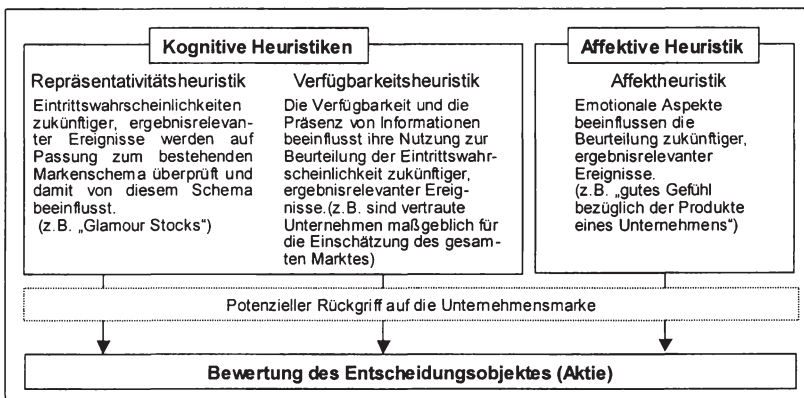 Kognitive Heuristiken
Repräsentativitätsheuristik
Eintrittswahrscheinlichkeiten
zukünftiger, ergebnisrelevan-
ter Ereignisse werden auf
Passung zum bestehenden
Markenschema überprüft und
damit von diesem Schema
beeinflusst.
(z.B. „Glamour Stocks“)
Verfügbarkeitsheuristik
Die Verfügbarkeit und die
Präsenz von Informationen
beeinflusst ihre Nutzung zur
Beurteilung der Eintrittswahr-
scheinlichkeit zukünftiger,
ergebnisrelevanter Ereig-
nisse.(z.B. sind vertraute
Unternehmen maßgeblich für
die Einschätzung des gesam-
ten Marktes)
Affektive Heuristik
Affektheuristik
Emotionale Aspekte
beeinflussen die
Beurteilung zukünftiger,
ergebnisrelevanter
Ereignisse.
(z.B. „gutes Gefühl
bezüglich der Produkte
eines Unternehmens“)
Potenzieller Rückgriff auf die Unternehmensmarke
Bewertung des Entscheidungsobjektes (Aktie)